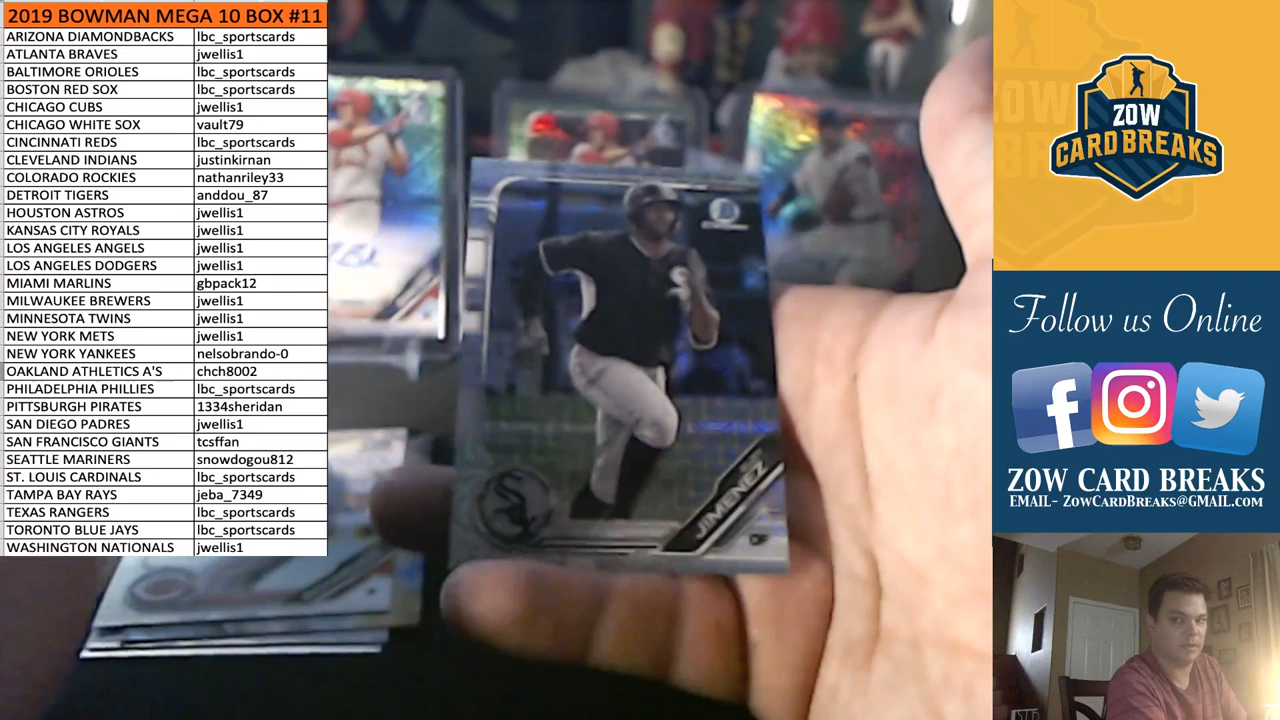 2019 BOWMAN MEGA 10 BOX #11
ARIZONA DIAMONDBACKS lbc_sportscards
ATLANTA BRAVES jwellis1
BALTIMORE ORIOLES lbc_sportscards
BOSTON RED SOX lbc_sportscards
CHICAGO CUBS jwellis1
CHICAGO WHITE SOX vault79
CINCINNATI REDS lbc_sportscards
CLEVELAND INDIANS justinkirnan
COLORADO ROCKIES nathanriley33
DETROIT TIGERS anddou_87
HOUSTON ASTROS jwellis1
KANSAS CITY ROYALS jwellis1
LOS ANGELES ANGELS jwellis1
LOS ANGELES DODGERS jwellis1
MIAMI MARLINS gbpack12
MILWAUKEE BREWERS jwellis1
MINNESOTA TWINS jwellis1
NEW YORK METS jwellis1
NEW YORK YANKEES nelsobrando-0
OAKLAND ATHLETICS A'S chch8002
PHILADELPHIA PHILLIES lbc_sportscards
PITTSBURGH PIRATES 1334sheridan
SAN DIEGO PADRES jwellis1
SAN FRANCISCO GIANTS tcsffan
SEATTLE MARINERS snowdogou812
ST. LOUIS CARDINALS lbc_sportscards
TAMPA BAY RAYS jeba_7349
TEXAS RANGERS lbc_sportscards
TORONTO BLUE JAYS lbc_sportscards
WASHINGTON NATIONALS jwellis1
JIMENEZ
ZOW
CARD BREAKS
Follow us Online
ZOW CARD BREAKS
EMAIL- ZOWCARDBREAKS@GMAIL.COM